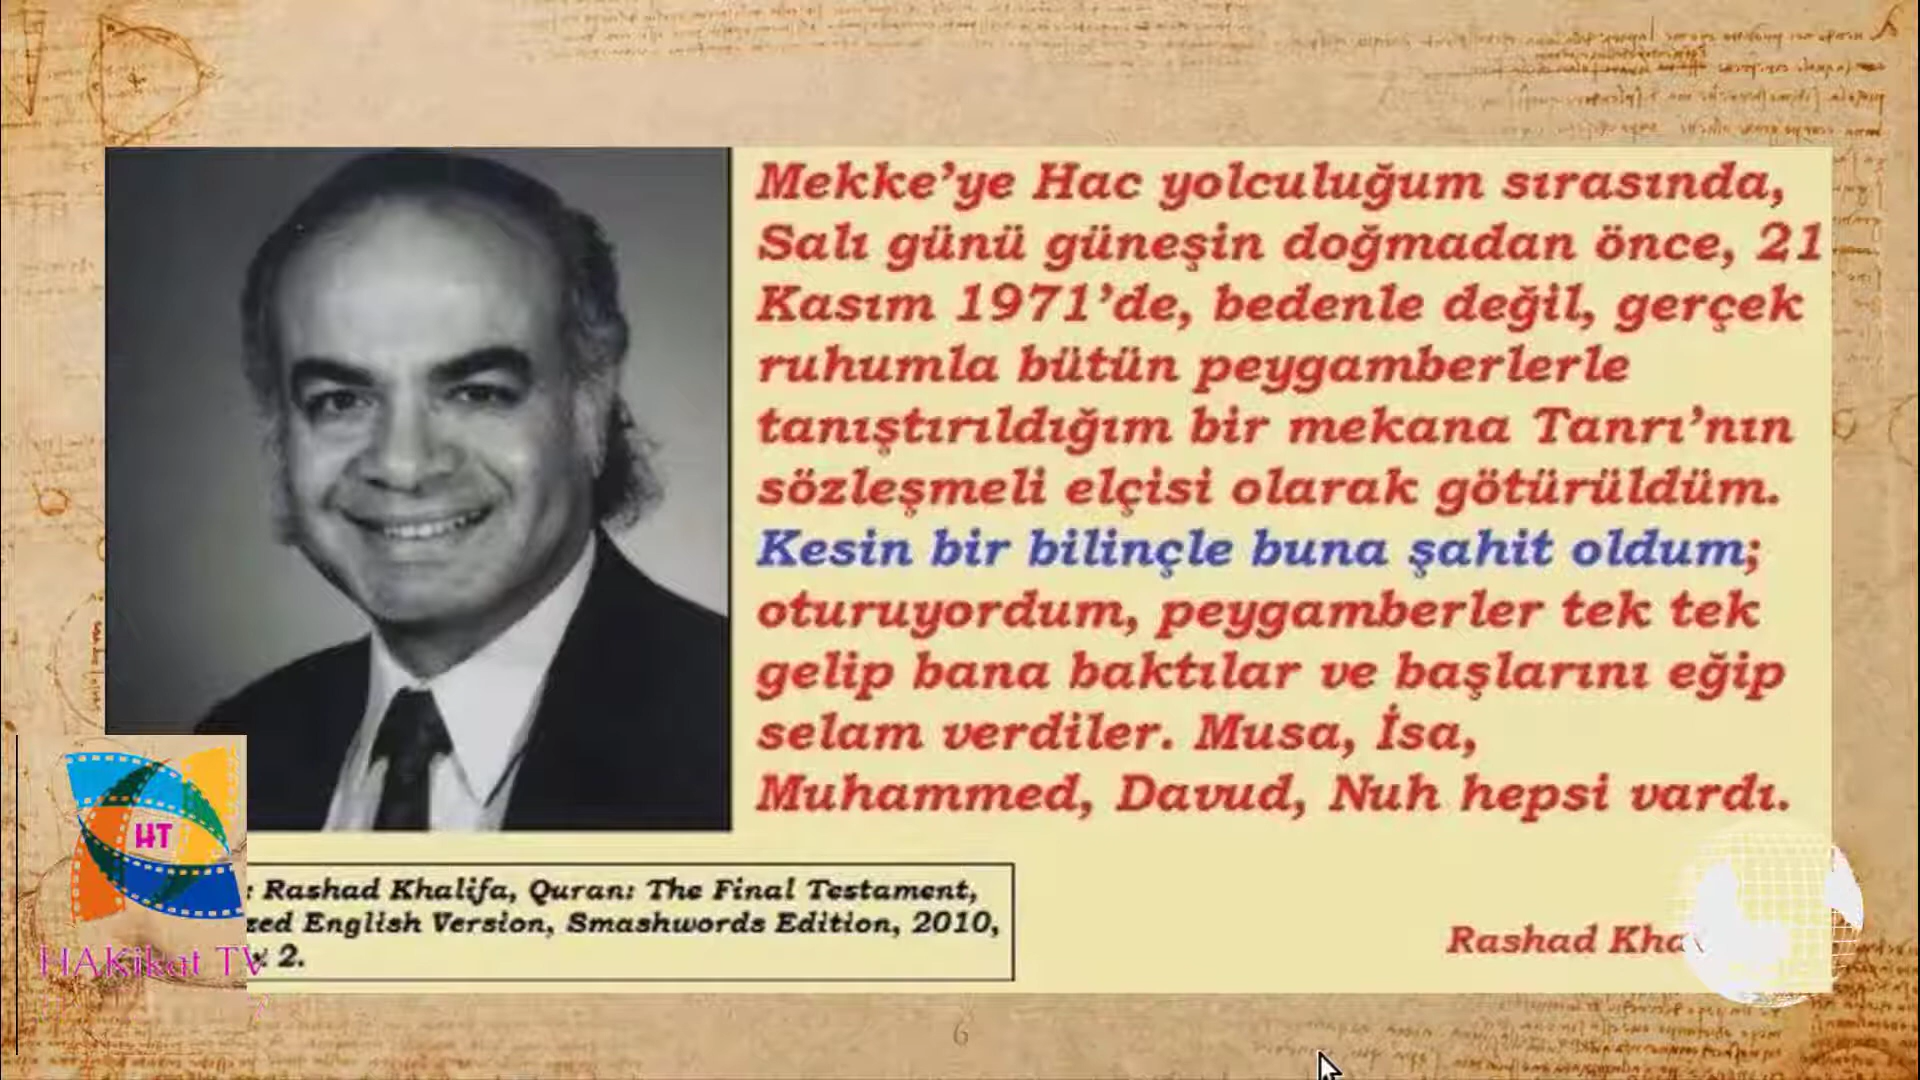 Mekke'ye Hac yolculuğum sırasında,
Salı günü güneşin doğmadan önce, 21
Kasım 1971'de, bedenle değil, gerçek
ruhumla bütün peygamberlerle
tanıştırıldığım bir mekana Tanrı'nın
sözleşmeli elçisi olarak götürüldüm.
Kesin bir bilinçle buna şahit oldum;
oturuyordum, peygamberler tek tek
gelip bana baktılar ve başlarını eğip
selam verdiler. Musa, İsa,
Muhammed, Davud, Nuh hepsi vardı.
: Rashad Khalifa, Quran: The Final Testament,
English Version, Smashwords Edition, 2010,
2.
Rashad
HT
HAKikat TV
6